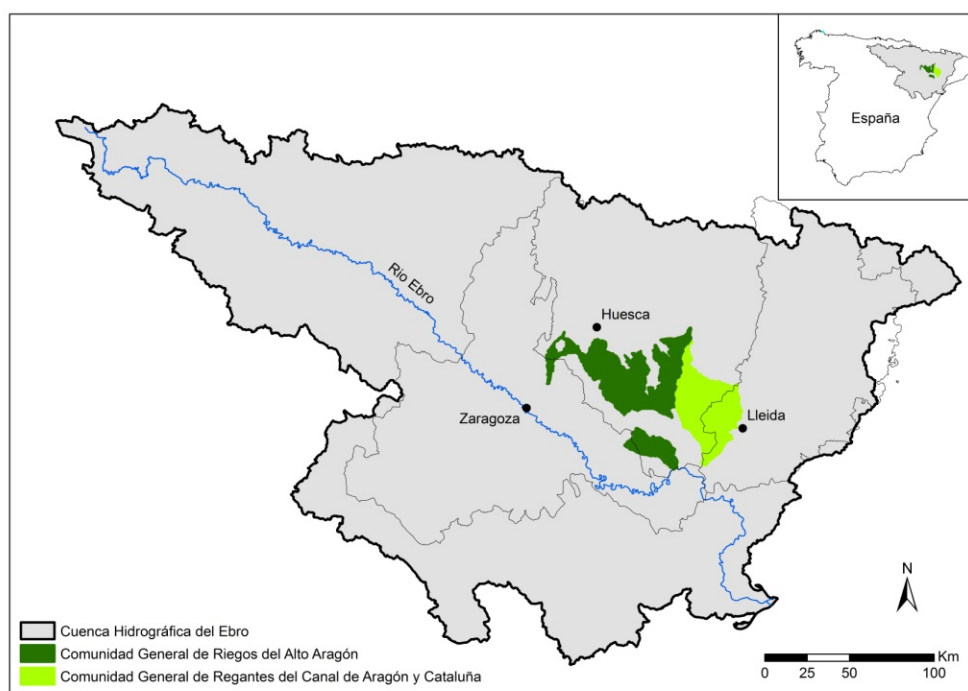 España
Rio Ebro
Huesca
Zaragoza
Lleida
N
Cuenca Hidrográfica del Ebro
Comunidad General de Riegos del Alto Aragón
Comunidad General de Regantes del Canal de Aragón y Cataluña
Km
0 25 50 100